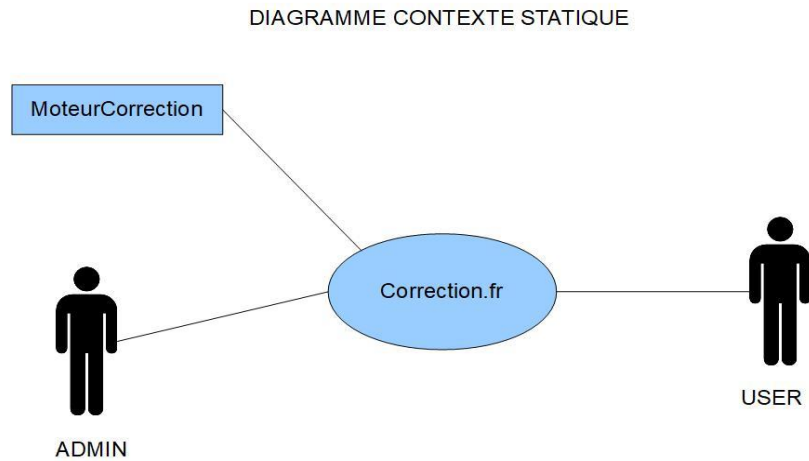 DIAGRAMME CONTEXTE STATIQUE
MoteurCorrection
Correction.fr
USER
ADMIN